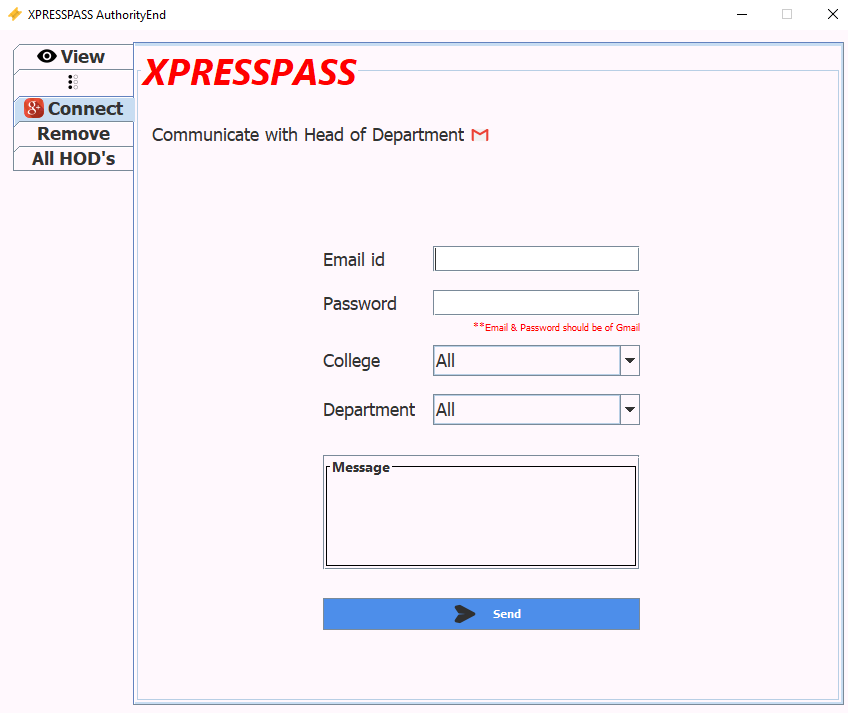 XPRESSPASS AuthorityEnd
View
Connect
Remove
All HOD's
XPRESSPASS
Communicate with Head of Department
Email id
Password
**Email & Password should be of Gmail
College All
Department All
Message
Send